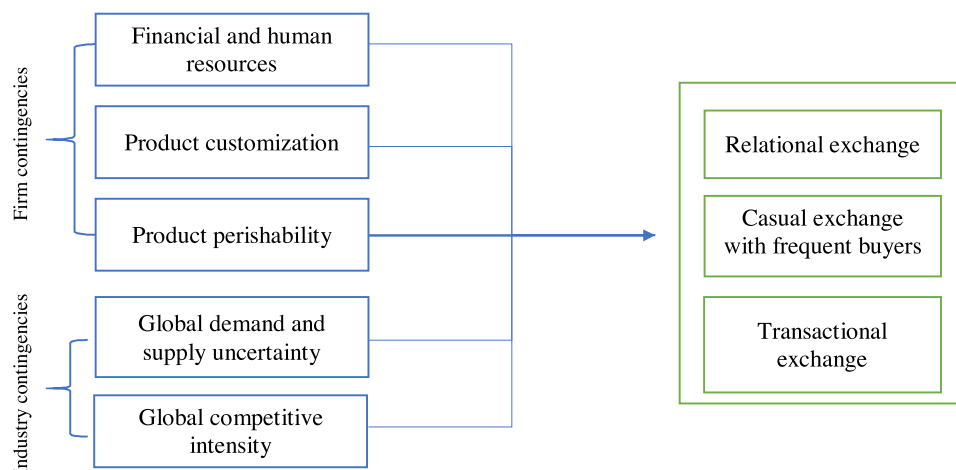 Firm contingencies
Financial and human
resources
Product customization
Product perishability
Industry contingencies
Global demand and
supply uncertainty
Global competitive
intensity
Relational exchange
Casual exchange
with frequent buyers
Transactional
exchange